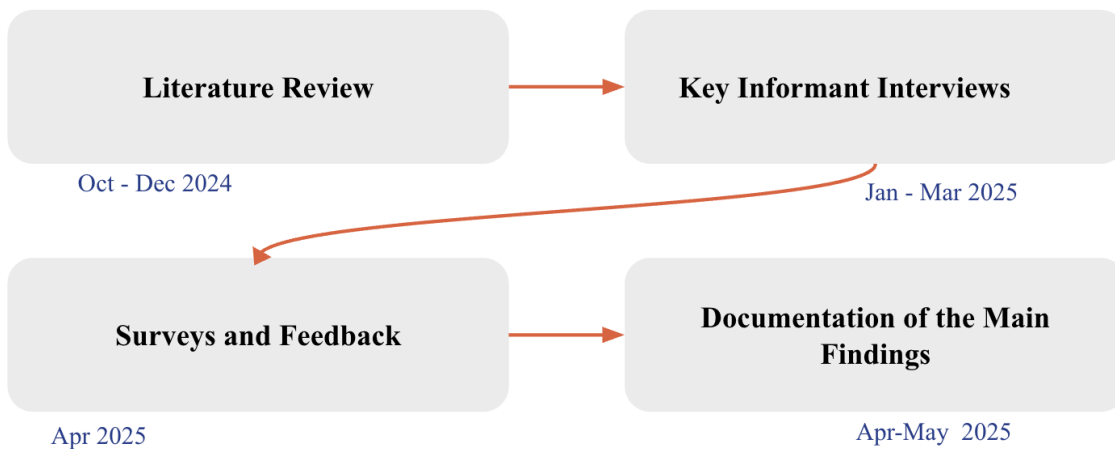 Literature Review
Key Informant Interviews
Oct - Dec 2024
Jan - Mar 2025
Surveys and Feedback
Documentation of the Main
Findings
Apr 2025
Apr-May  2025